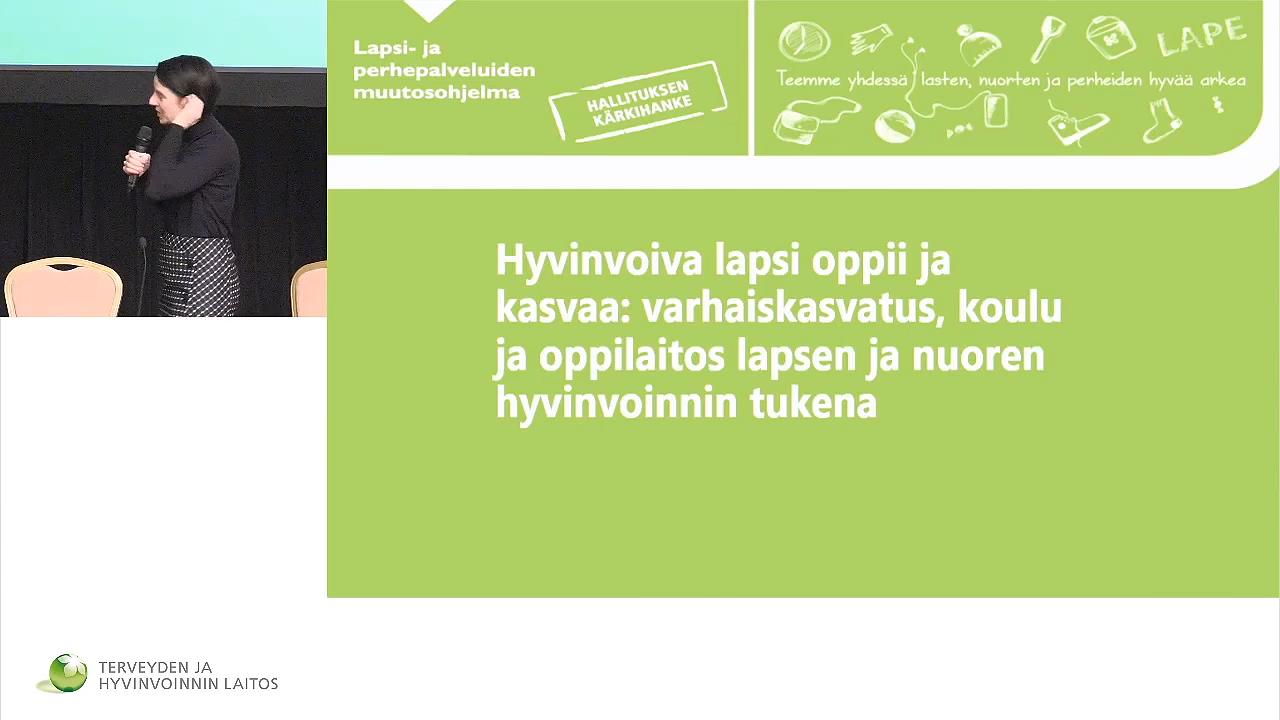 Lapsi- ja
perhepalveluiden
muutosohjelma
HALLITUKSEN
KÄRKIHANKE
LAPE
Teemme yhdessä lasten, nuorten ja perheiden hyvää arkea
Hyvinvoiva lapsi oppii ja
kasvaa: varhaiskasvatus, koulu
ja oppilaitos lapsen ja nuoren
hyvinvoinnin tukena
TERVEYDEN JA
HYVINVOINNIN LAITOS